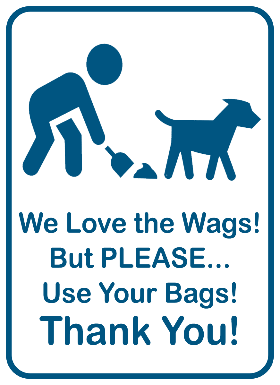 We Love the Wags!
But PLEASE...
Use Your Bags!
Thank You!